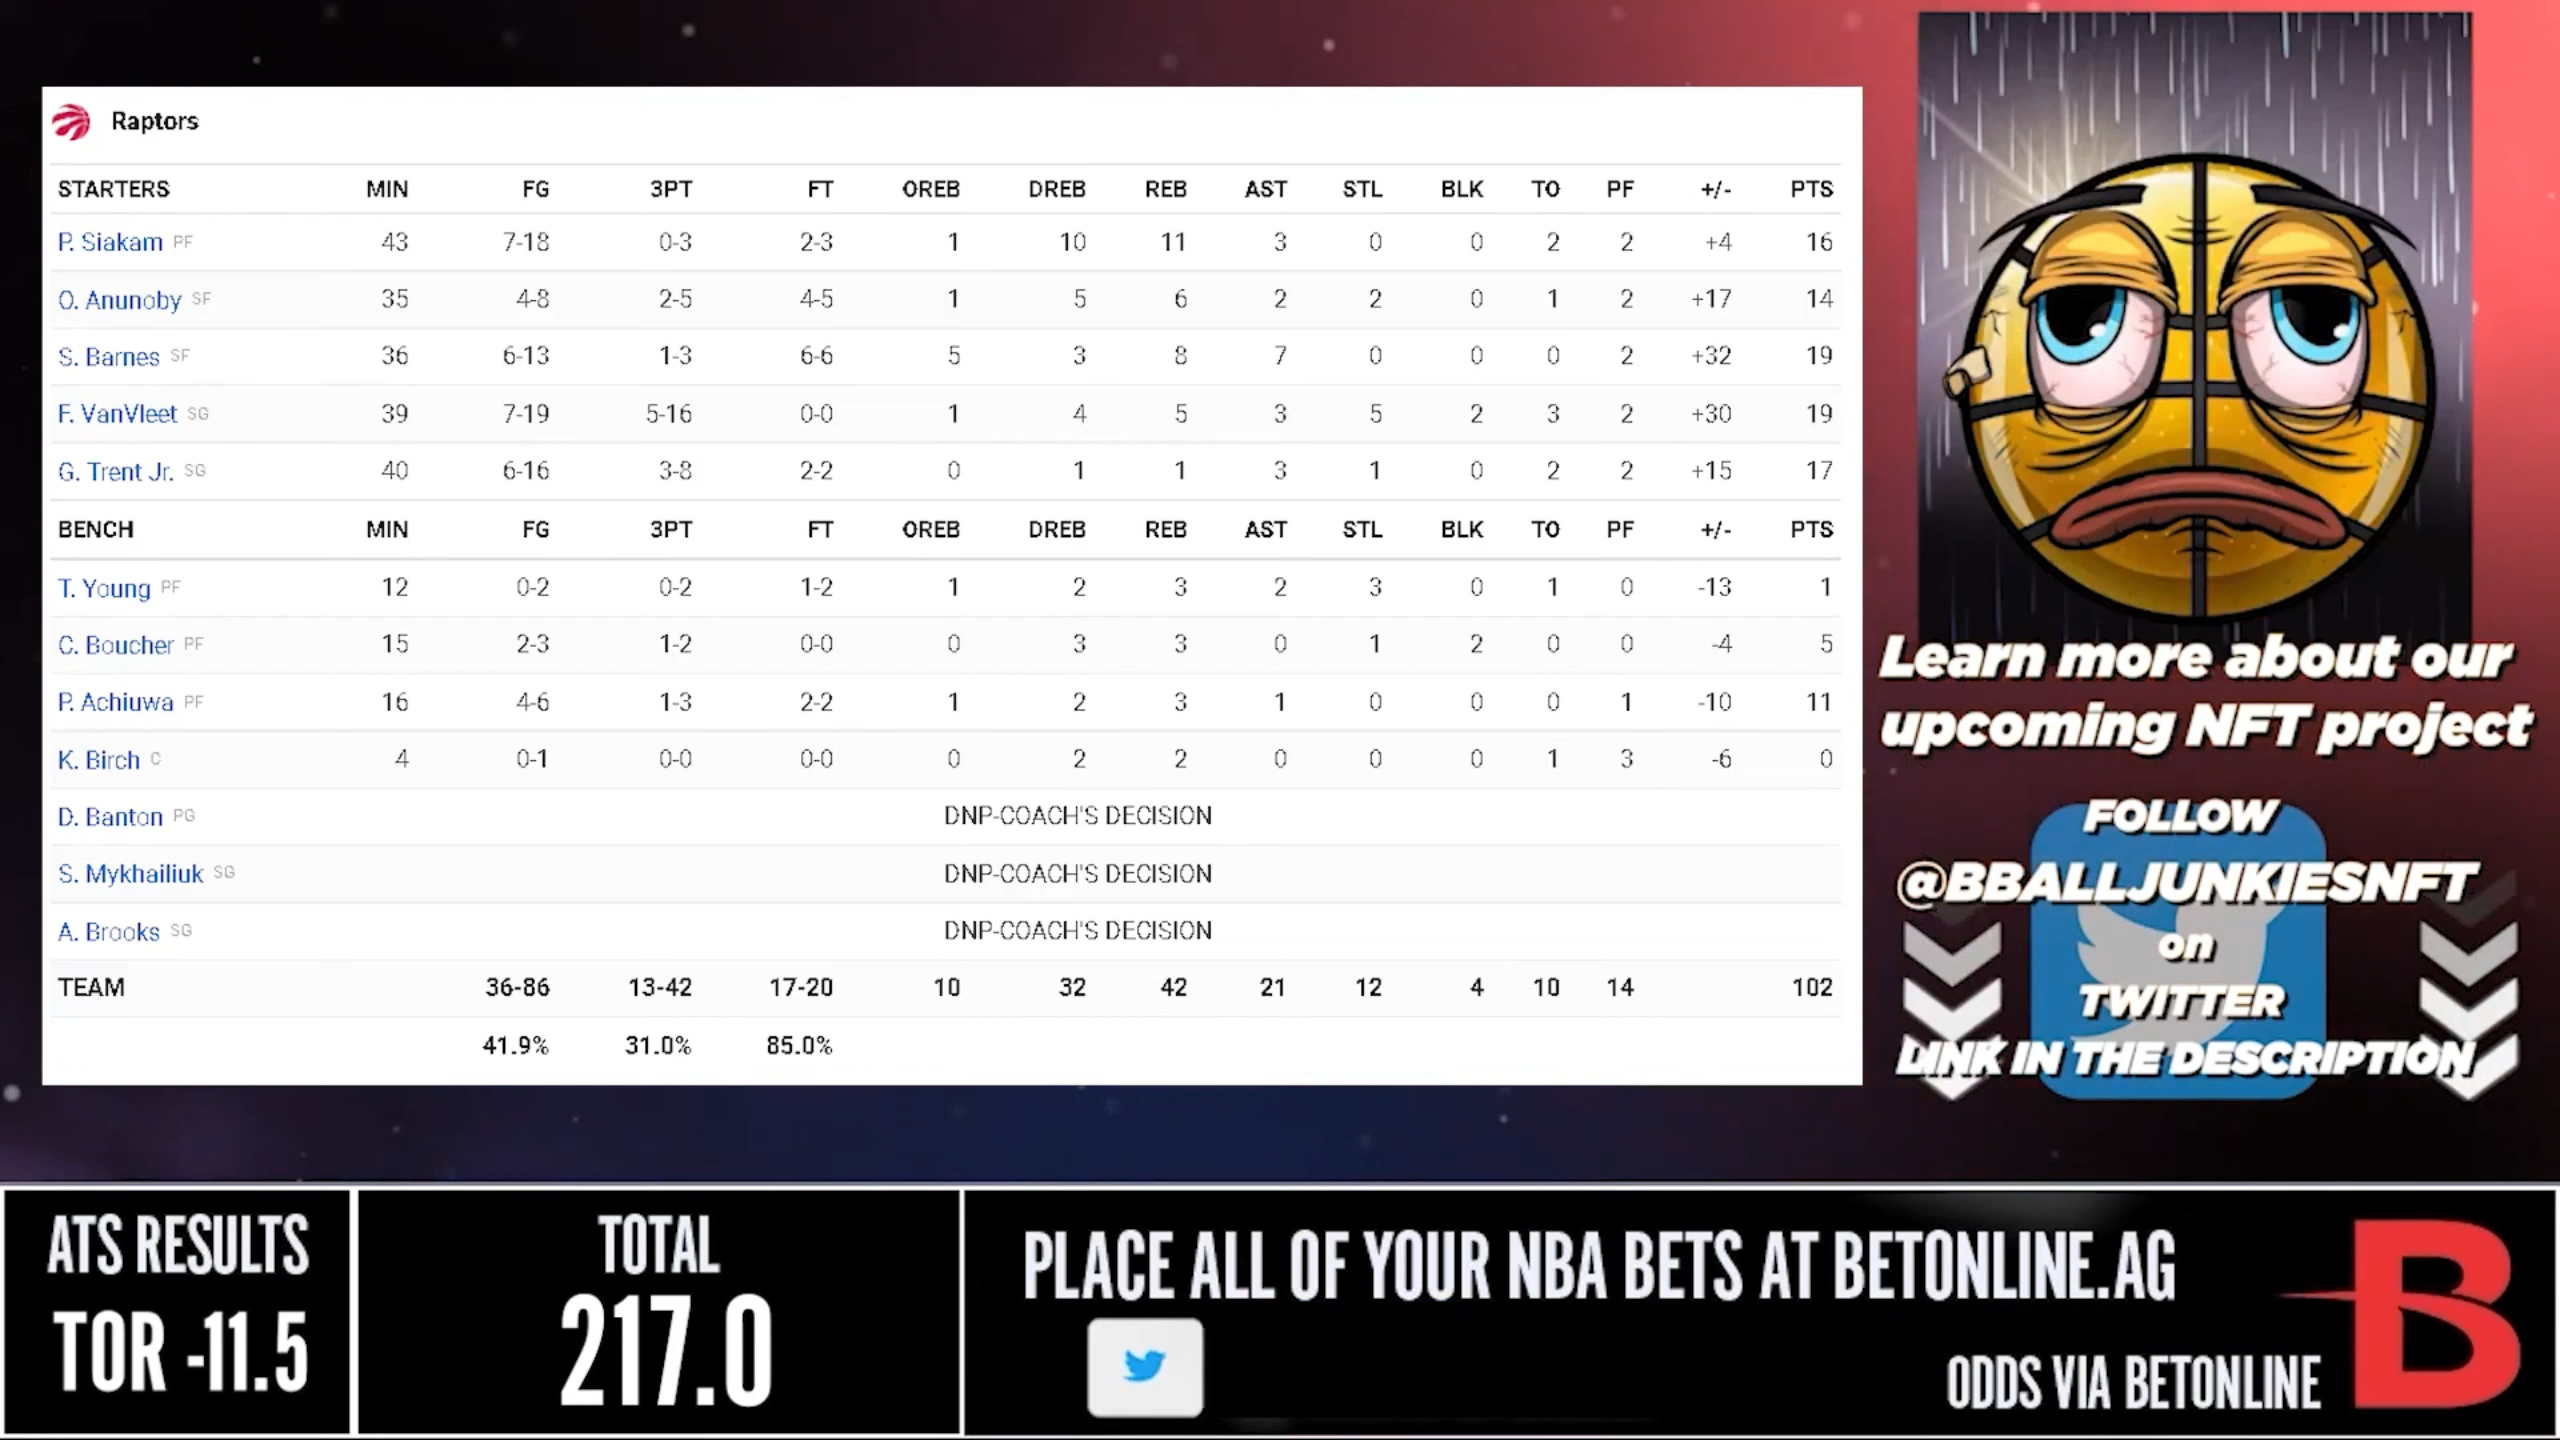 Raptors
STARTERS MIN FG 3PT FT OREB DREB REB AST STL BLK TO PF +/- PTS
P. Siakam PF 43 7-18 0-3 2-3 1 10 11 3 0 0 2 2 +4 16
O. Anunoby SF 35 4-8 2-5 4-5 1 5 6 2 2 0 1 2 +17 14
S. Barnes SF 36 6-13 1-3 6-6 5 3 8 7 0 0 0 2 +32 19
F. VanVleet SG 39 7-19 5-16 0-0 1 4 5 3 5 2 3 2 +30 19
G. Trent Jr. SG 40 6-16 3-8 2-2 0 1 1 3 1 0 2 2 +15 17
BENCH MIN FG 3PT FT OREB DREB REB AST STL BLK TO PF +/- PTS
T. Young PF 12 0-2 0-2 1-2 1 2 3 2 3 0 1 0 -13 1
C. Boucher PF 15 2-3 1-2 0-0 0 3 3 0 1 2 0 0 -4 5
P. Achiuwa PF 16 4-6 1-3 2-2 1 2 3 1 0 0 0 1 -10 11
K. Birch C 4 0-1 0-0 0-0 0 2 2 0 0 0 1 3 -6 0
D. Banton PG DNP-COACH'S DECISION
S. Mykhailiuk SG DNP-COACH'S DECISION
A. Brooks SG DNP-COACH'S DECISION
TEAM 36-86 13-42 17-20 10 32 42 21 12 4 10 14 102
41.9% 31.0% 85.0%
Learn more about our
upcoming NFT project
FOLLOW
@BBALLJUNKIESNFT
on
TWITTER
LINK IN THE DESCRIPTION
ATS RESULTS
TOR -11.5
TOTAL
217.0
PLACE ALL OF YOUR NBA BETS AT BETONLINE.AG
ODDS VIA BETONLINE
B